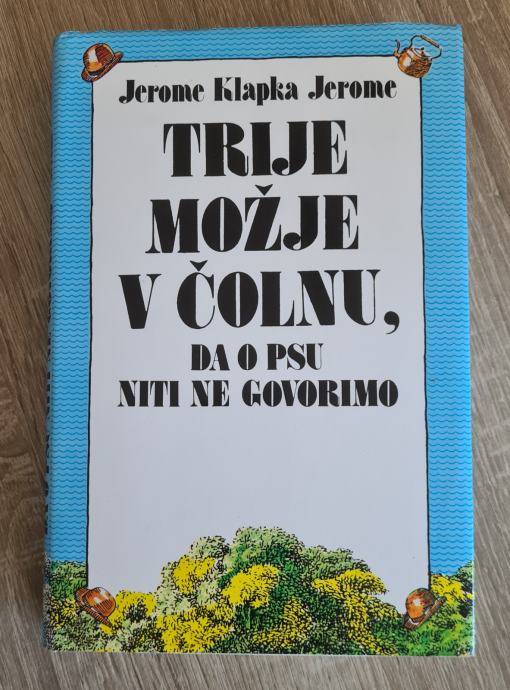 Jerome Klapka Jerome
TRIJE
MOŽJE
V ČOLNU,
DA O PSU
NITI NE GOVORIMO